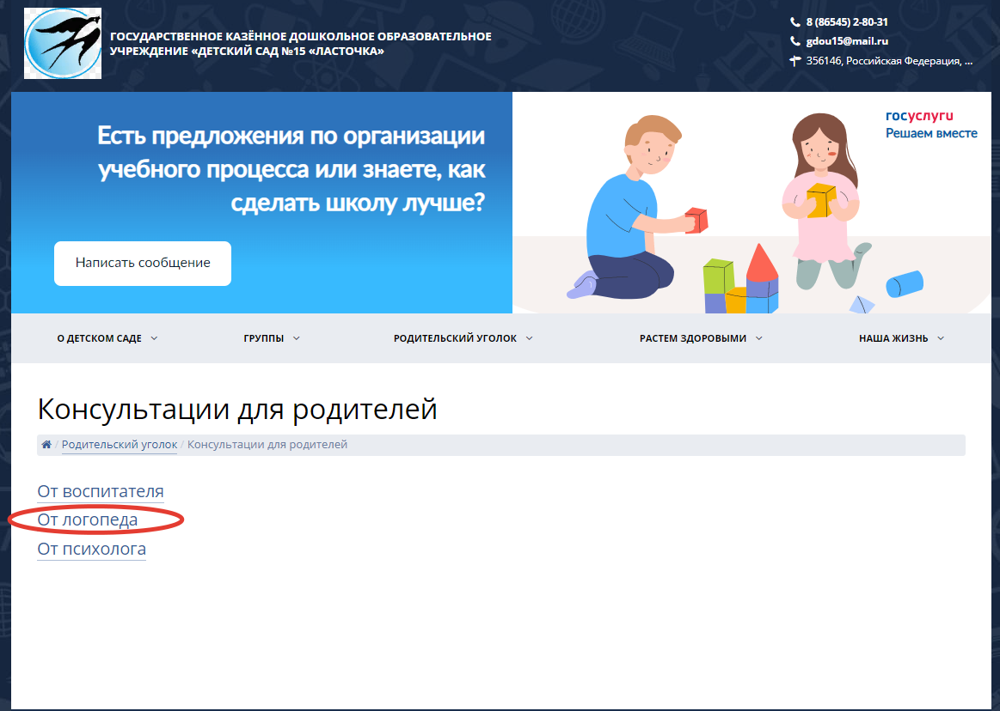 ГОСУДАРСТВЕННОЕ КАЗЁННОЕ ДОШКОЛЬНОЕ ОБРАЗОВАТЕЛЬНОЕ
УЧРЕЖДЕНИЕ «ДЕТСКИЙ САД №15 «ЛАСТОЧКА»
8 (86545) 2-80-31
gdou15@mail.ru
356146, Российская Федерация, ...
Есть предложения по организации
учебного процесса или знаете, как
сделать школу лучше?
Написать сообщение
госуслуги
Решаем вместе
О ДЕТСКОМ САДЕ ГРУППЫ РОДИТЕЛЬСКИЙ УГОЛОК РАСТЕМ ЗДОРОВЫМИ НАША ЖИЗНЬ
Консультации для родителей
/ Родительский уголок / Консультации для родителей
От воспитателя
От логопеда
От психолога